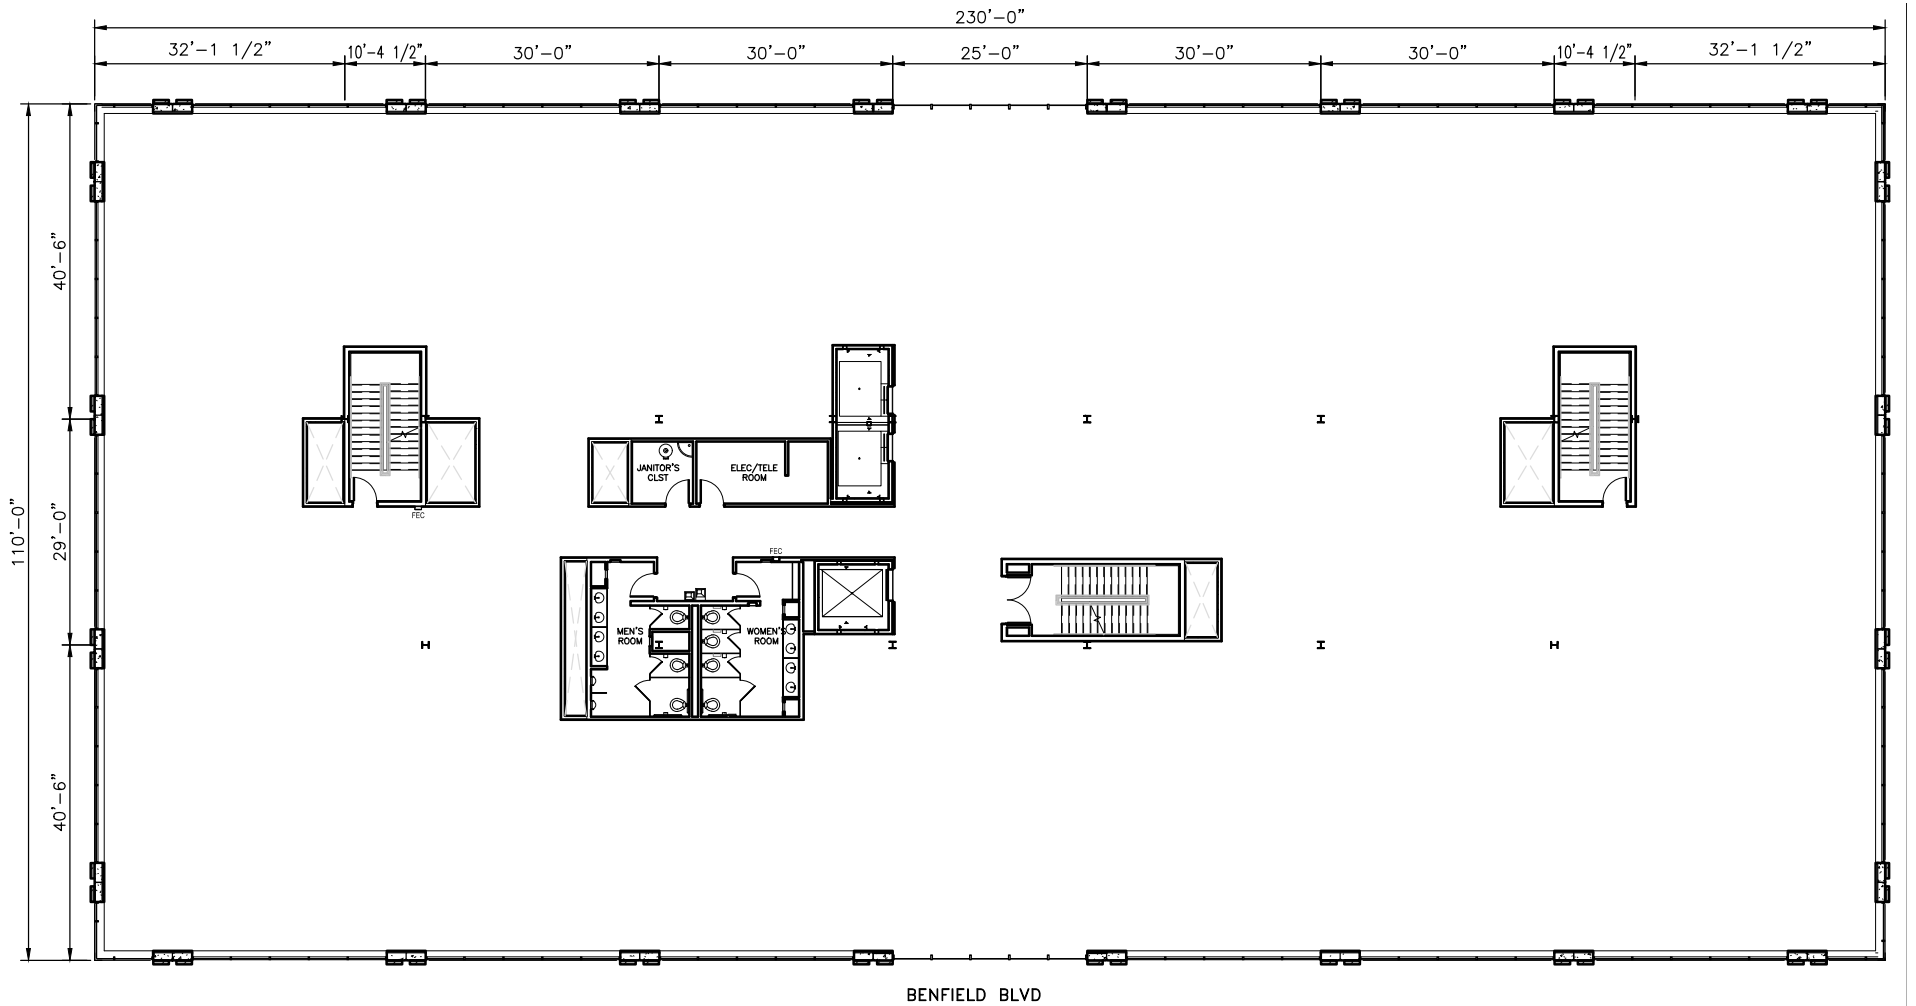 230'-0"
32'-1 1/2" 10'-4 1/2" 30'-0" 30'-0" 25'-0" 30'-0" 30'-0" 10'-4 1/2" 32'-1 1/2"
40'-6"
110'-0"
29'-0"
40'-6"
JANITOR'S
CLST
ELEC/TELE
ROOM
FEC
FEC
MEN'S
ROOM
WOMEN'S
ROOM
BENFIELD BLVD